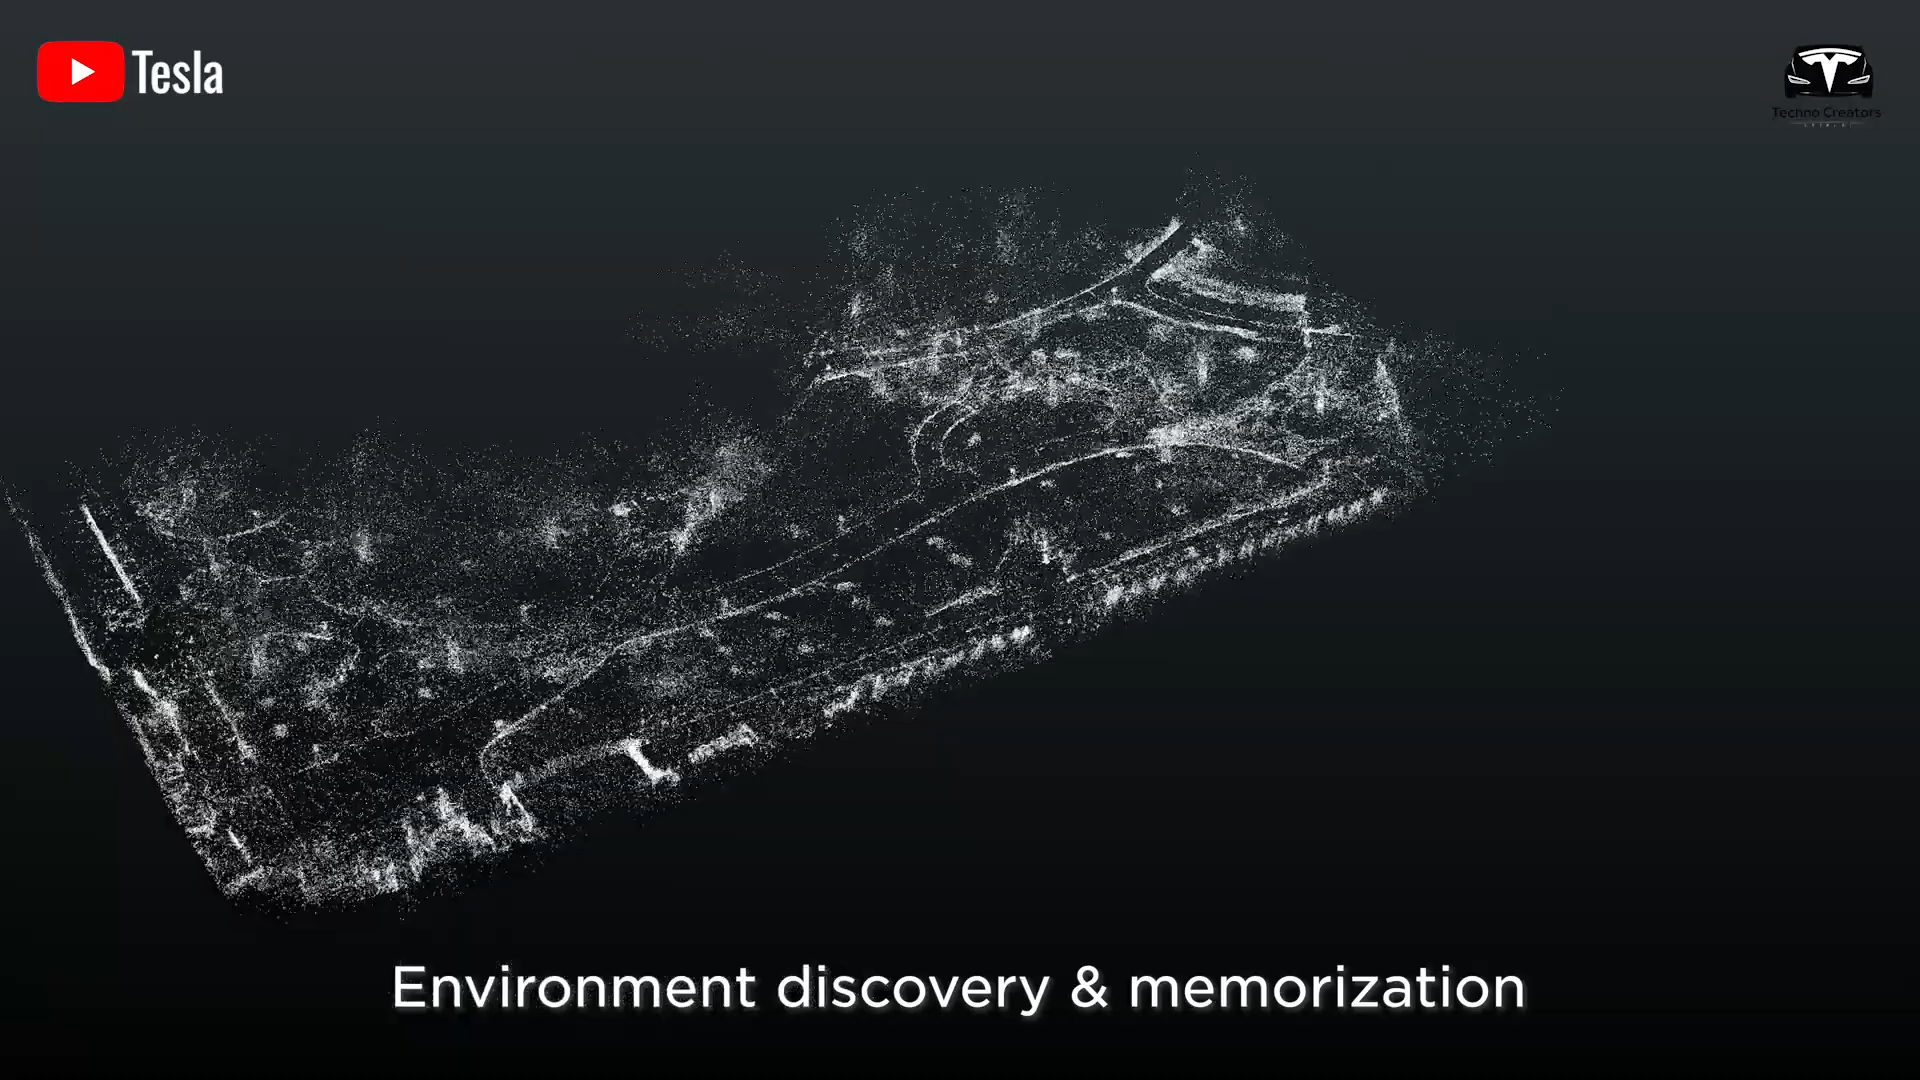 Tesla
Techno Creators
Environment discovery & memorization